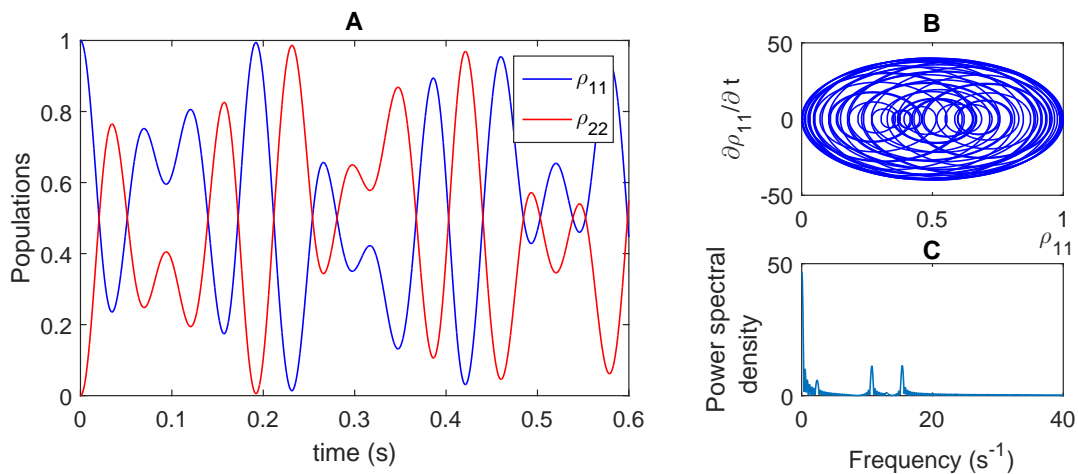 A
1
0.8
0.6
0.4
0.2
0
0
0.1
0.2
0.3
0.4
0.5
0.6
Populations
time (s)
ρ11
ρ22
B
50
0
-50
0
0.5
1
∂ρ11/∂ t
ρ11
C
50
0
0
20
40
Power spectral
density
Frequency (s-1)